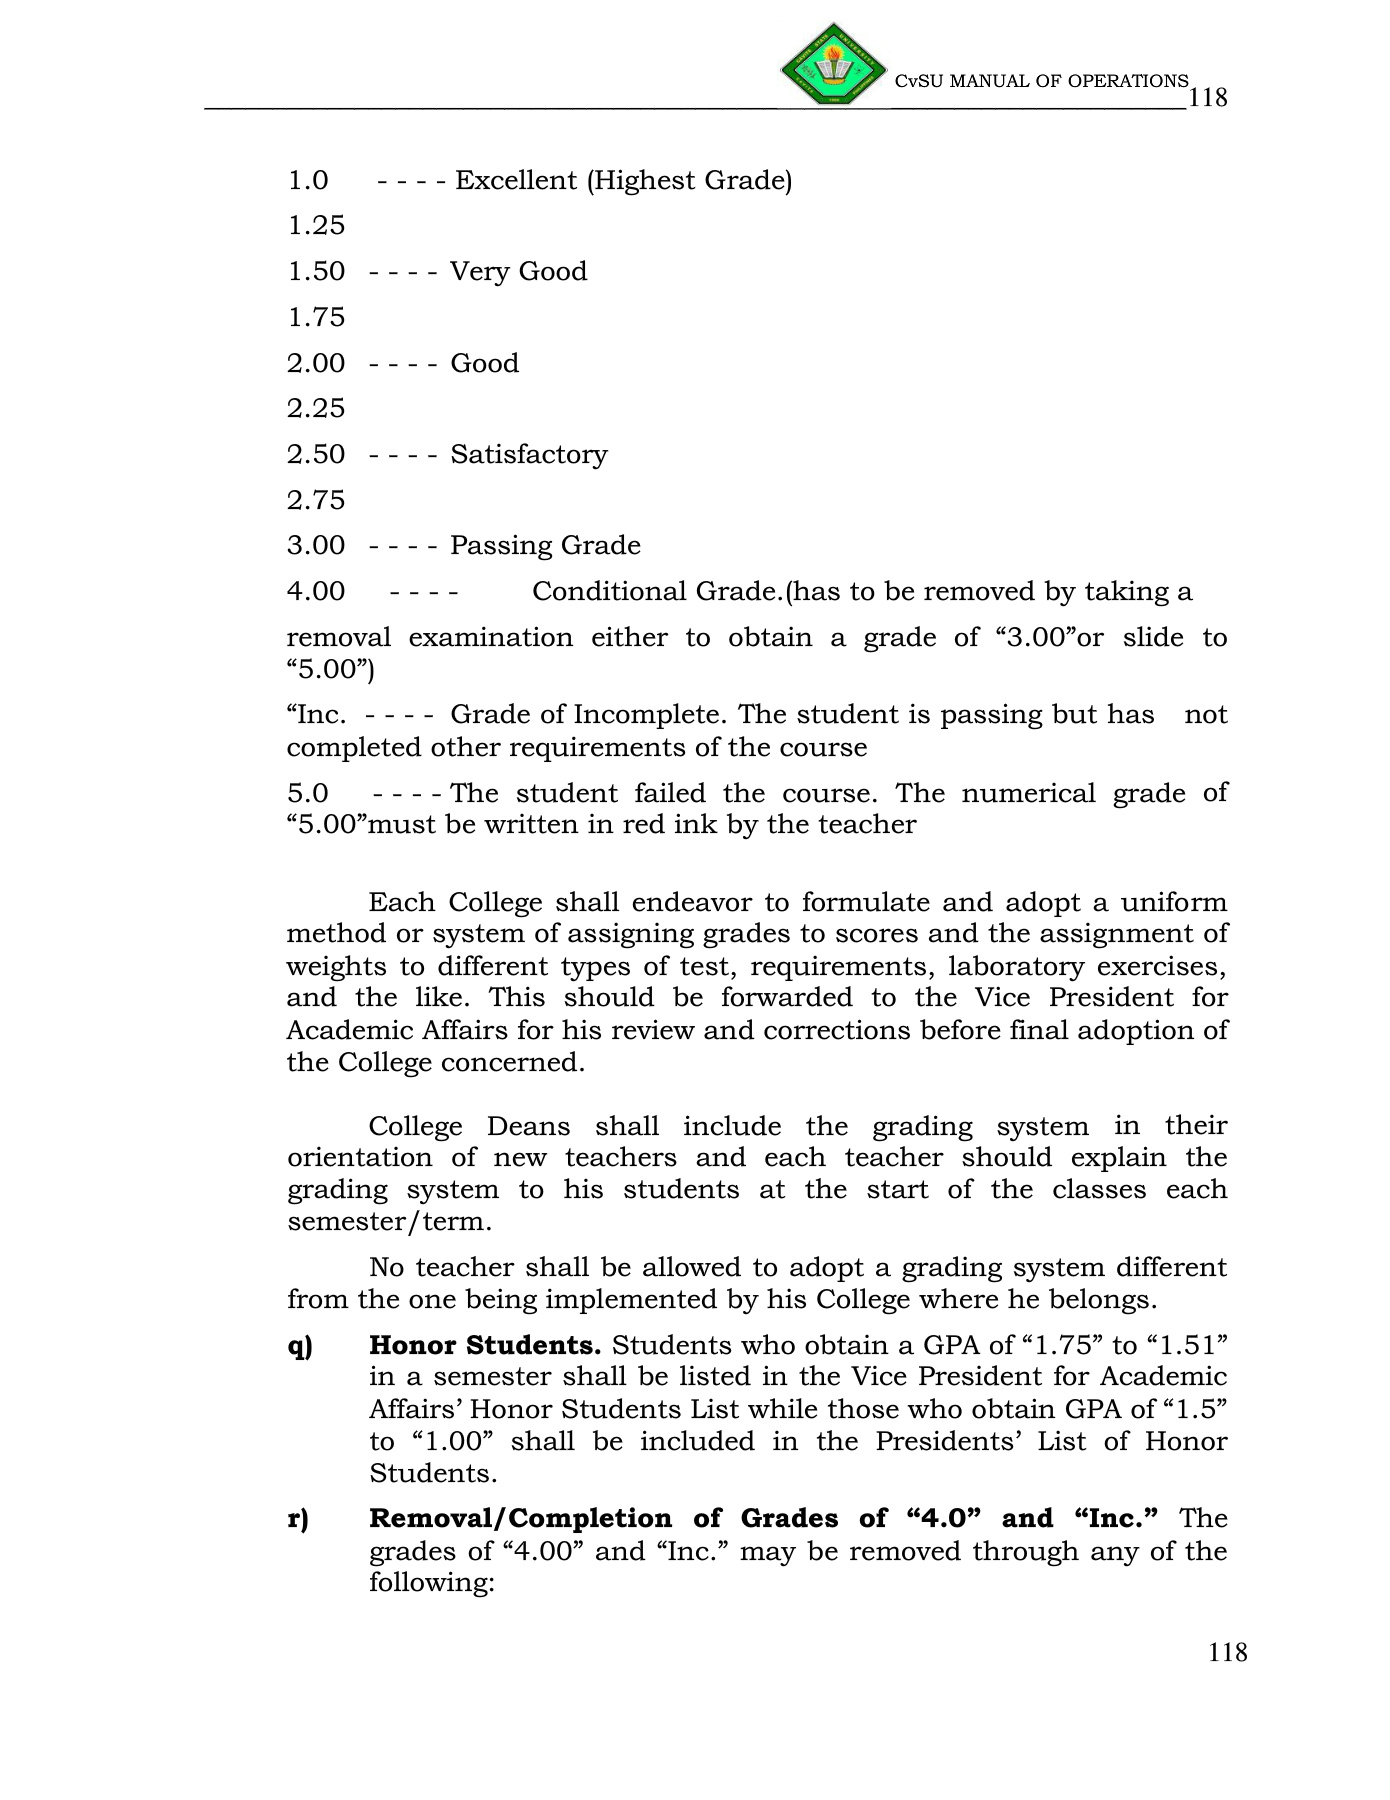 CvSU MANUAL OF OPERATIONS 118
1.0 - - - - Excellent (Highest Grade)
1.25
1.50 - - - - Very Good
1.75
2.00 - - - - Good
2.25
2.50 - - - - Satisfactory
2.75
3.00 - - - - Passing Grade
4.00 - - - - Conditional Grade.(has to be removed by taking a
removal examination either to obtain a grade of “3.00”or slide to
“5.00”)
“Inc. - - - - Grade of Incomplete. The student is passing but has not
completed other requirements of the course
5.0 - - - - The student failed the course. The numerical grade of
“5.00”must be written in red ink by the teacher
Each College shall endeavor to formulate and adopt a uniform
method or system of assigning grades to scores and the assignment of
weights to different types of test, requirements, laboratory exercises,
and the like. This should be forwarded to the Vice President for
Academic Affairs for his review and corrections before final adoption of
the College concerned.
College Deans shall include the grading system in their
orientation of new teachers and each teacher should explain the
grading system to his students at the start of the classes each
semester/term.
No teacher shall be allowed to adopt a grading system different
from the one being implemented by his College where he belongs.
q) Honor Students. Students who obtain a GPA of “1.75” to “1.51”
in a semester shall be listed in the Vice President for Academic
Affairs’ Honor Students List while those who obtain GPA of “1.5”
to “1.00” shall be included in the Presidents’ List of Honor
Students.
r) Removal/Completion of Grades of “4.0” and “Inc.” The
grades of “4.00” and “Inc.” may be removed through any of the
following:
118